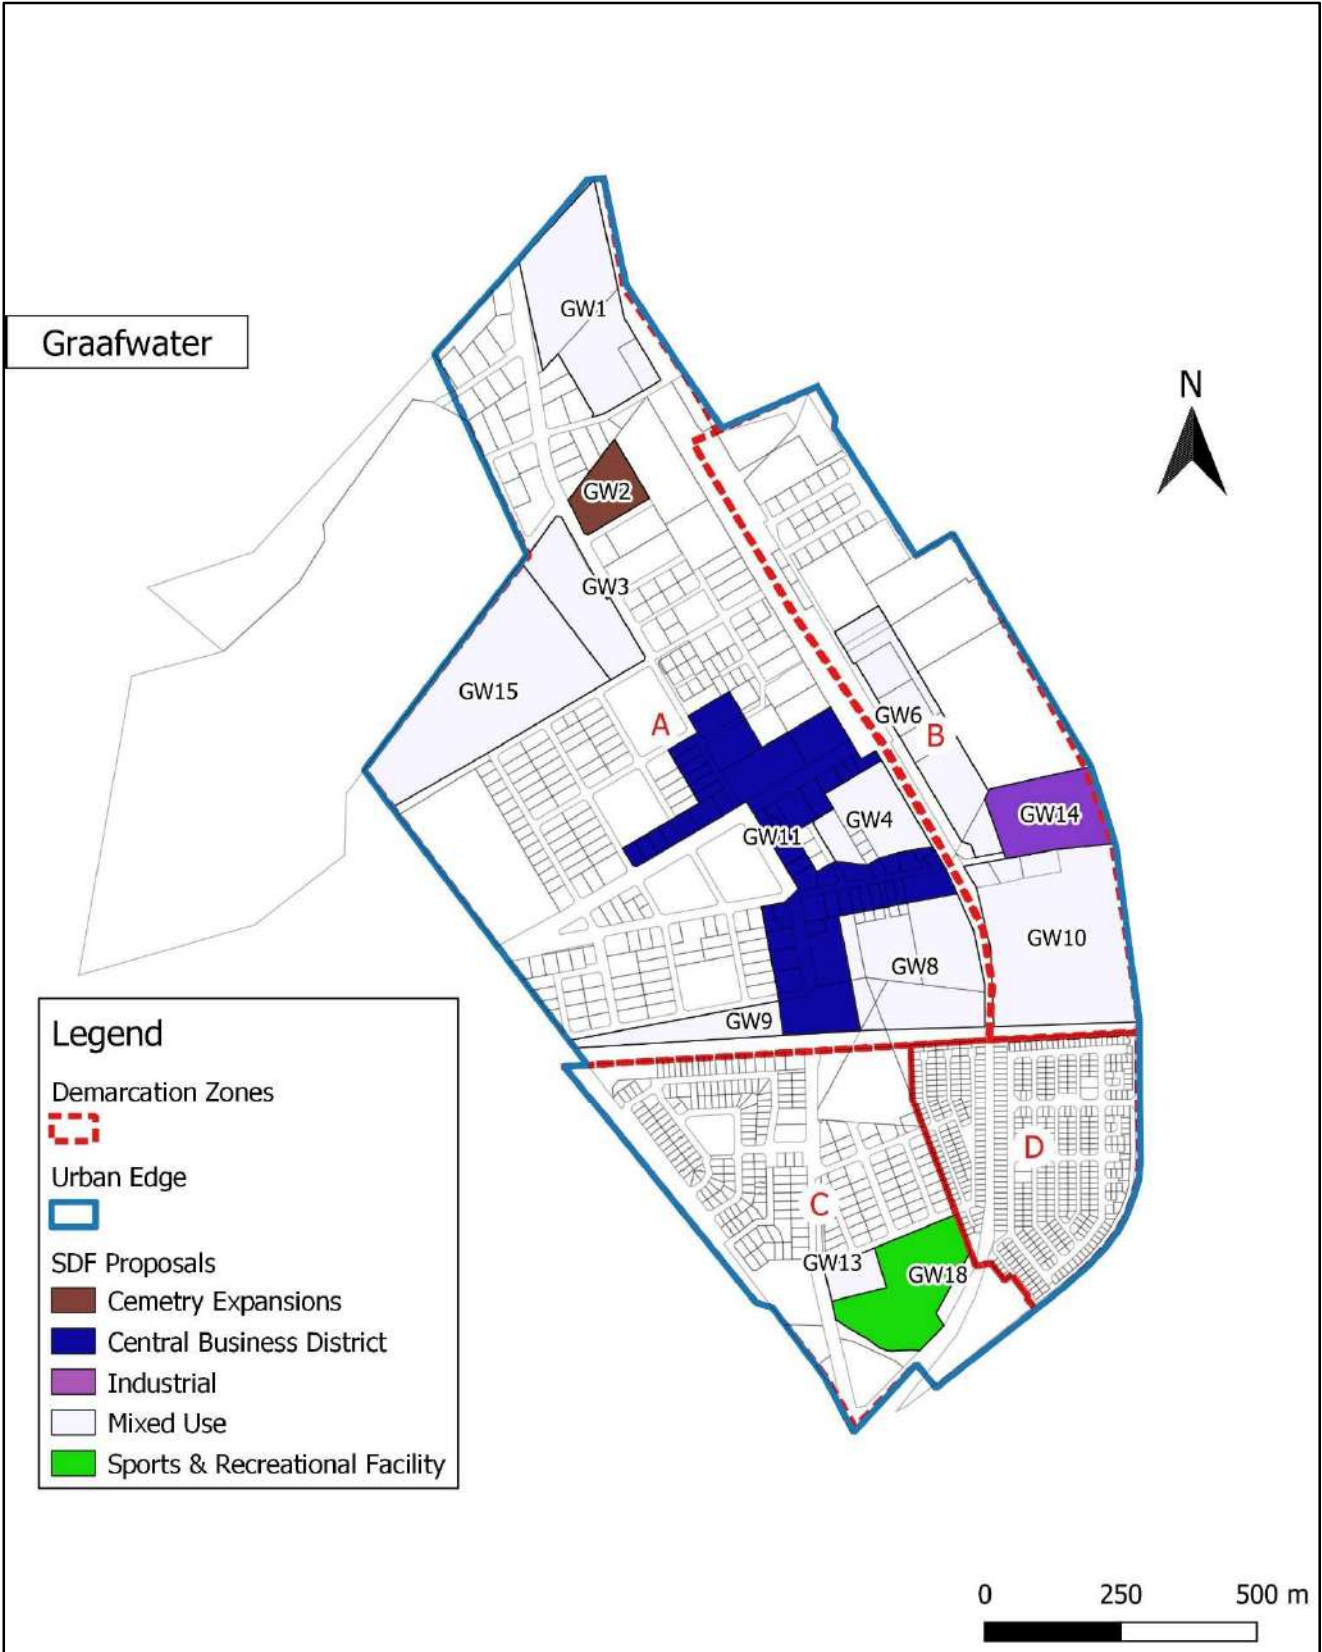 Graafwater
N
GW1
GW2
GW3
GW15
A
GW6
B
GW14
GW4
GW11
GW10
GW8
GW9
D
C
GW13
GW18
Legend
Demarcation Zones
Urban Edge
SDF Proposals
Cemetry Expansions
Central Business District
Industrial
Mixed Use
Sports & Recreational Facility
0 250 500 m